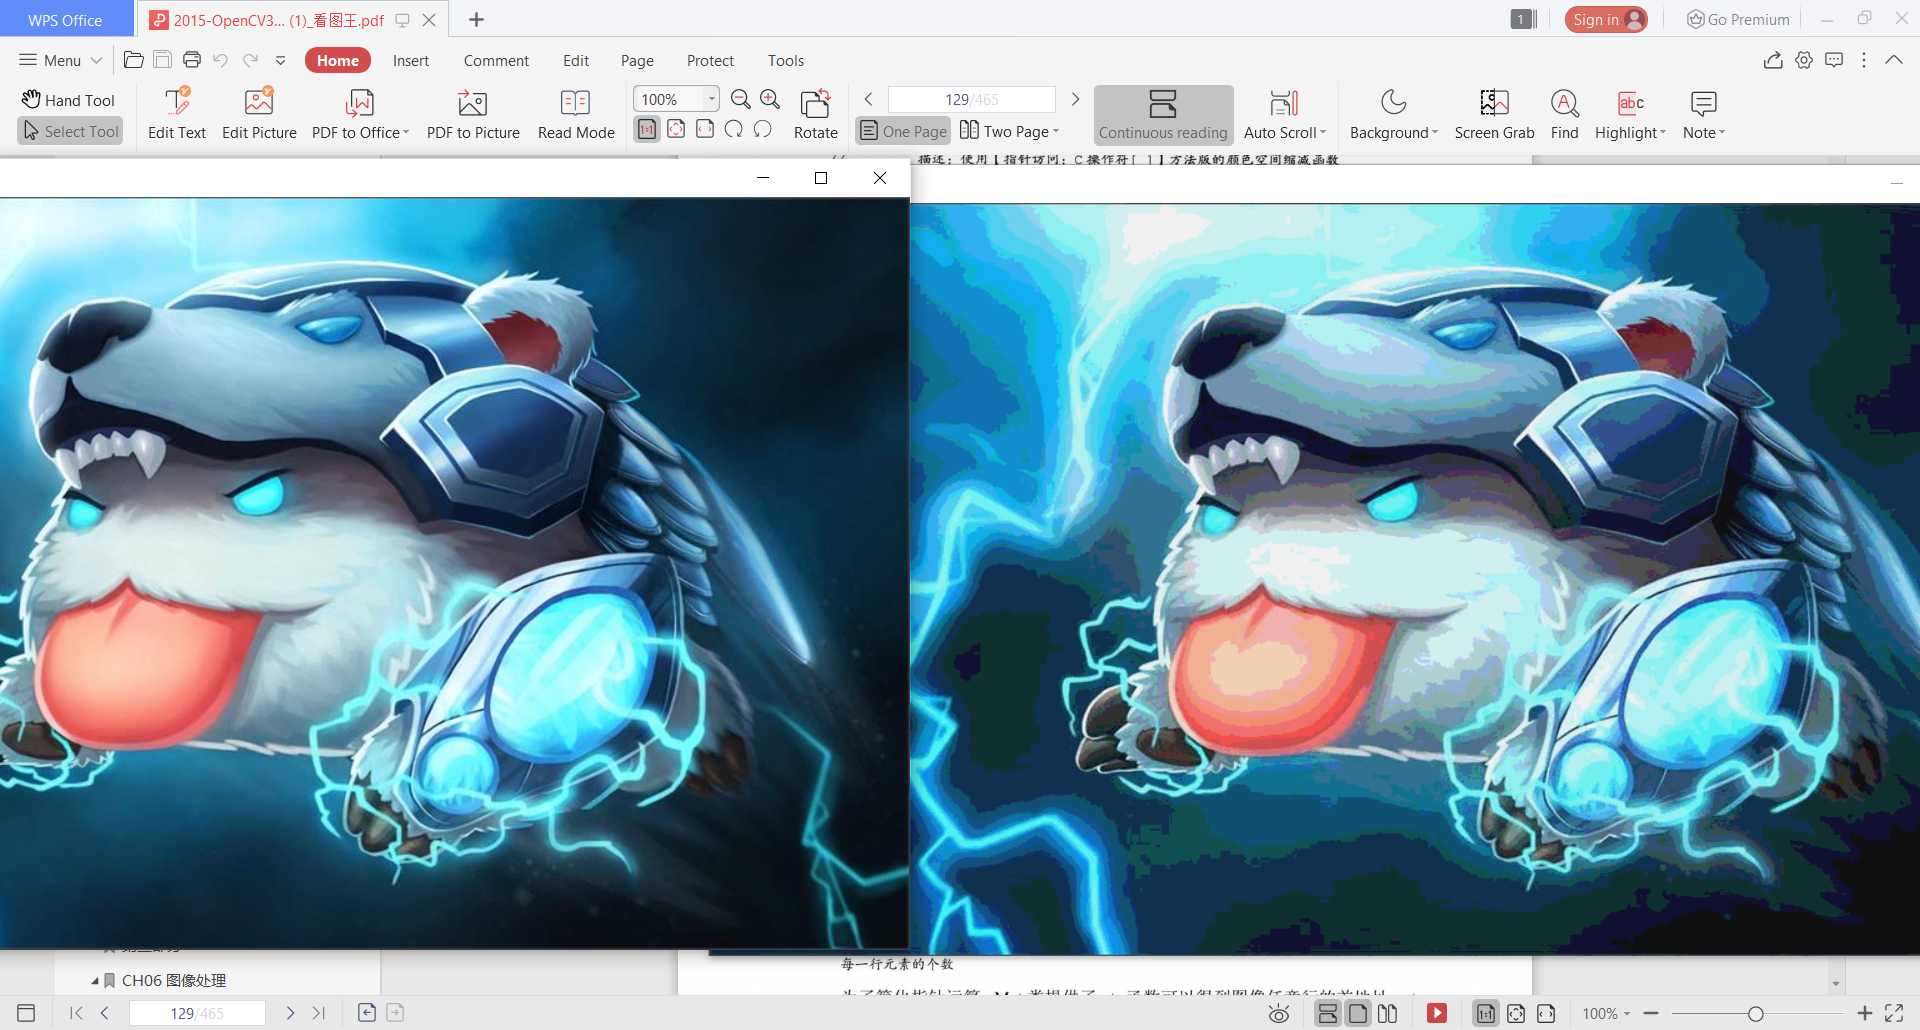 WPS Office
2015-OpenCV3... (1)_看图王.pdf
1
Sign in
Go Premium
Menu
Home
Insert
Comment
Edit
Page
Protect
Tools
Hand Tool
Select Tool
Edit Text
Edit Picture
PDF to Office
PDF to Picture
Read Mode
100%
1:1
Rotate
129/465
One Page
Two Page
Continuous reading
Auto Scroll
Background
Screen Grab
Find
abc
Highlight
Note
描述：使用【指针访问：C 操作符[ ]】方法版的颜色空间缩减函数
每一行元素的个数
CH06 图像处理
129/465
1:1
100%